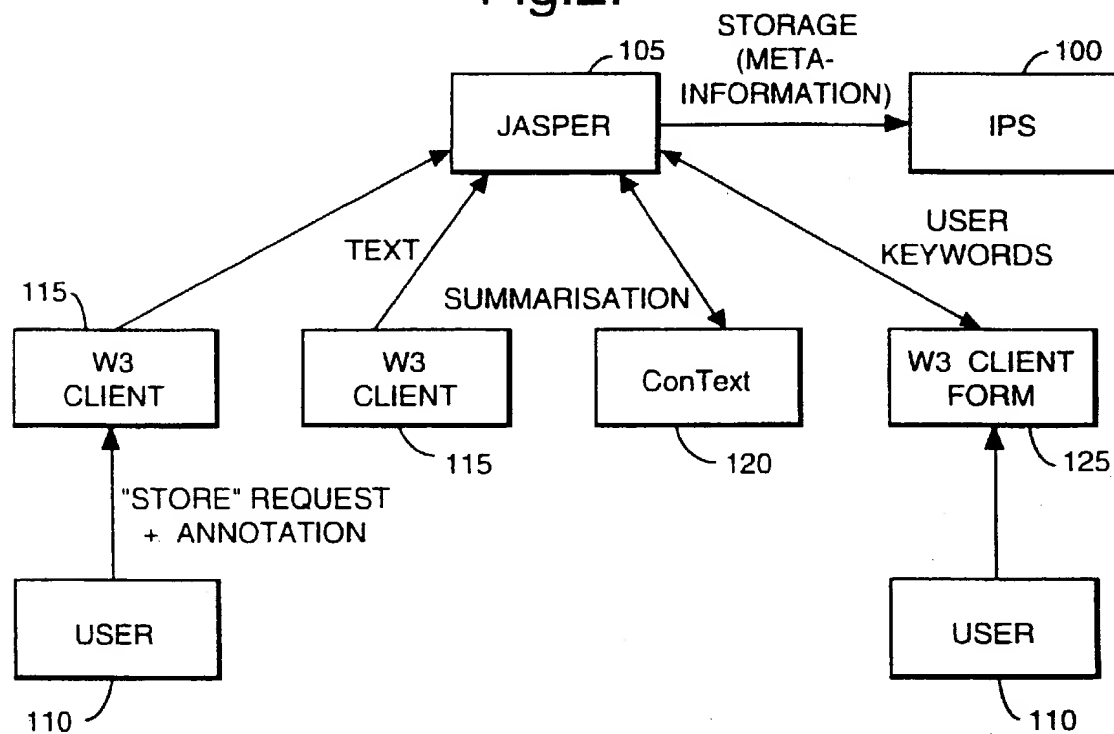 Fig.2.
STORAGE
(META-
INFORMATION)
105
100
JASPER
IPS
TEXT
USER
KEYWORDS
SUMMARISATION
115
W3
CLIENT
W3
CLIENT
ConText
W3 CLIENT
FORM
115
120
125
"STORE" REQUEST
+ ANNOTATION
USER
USER
110
110